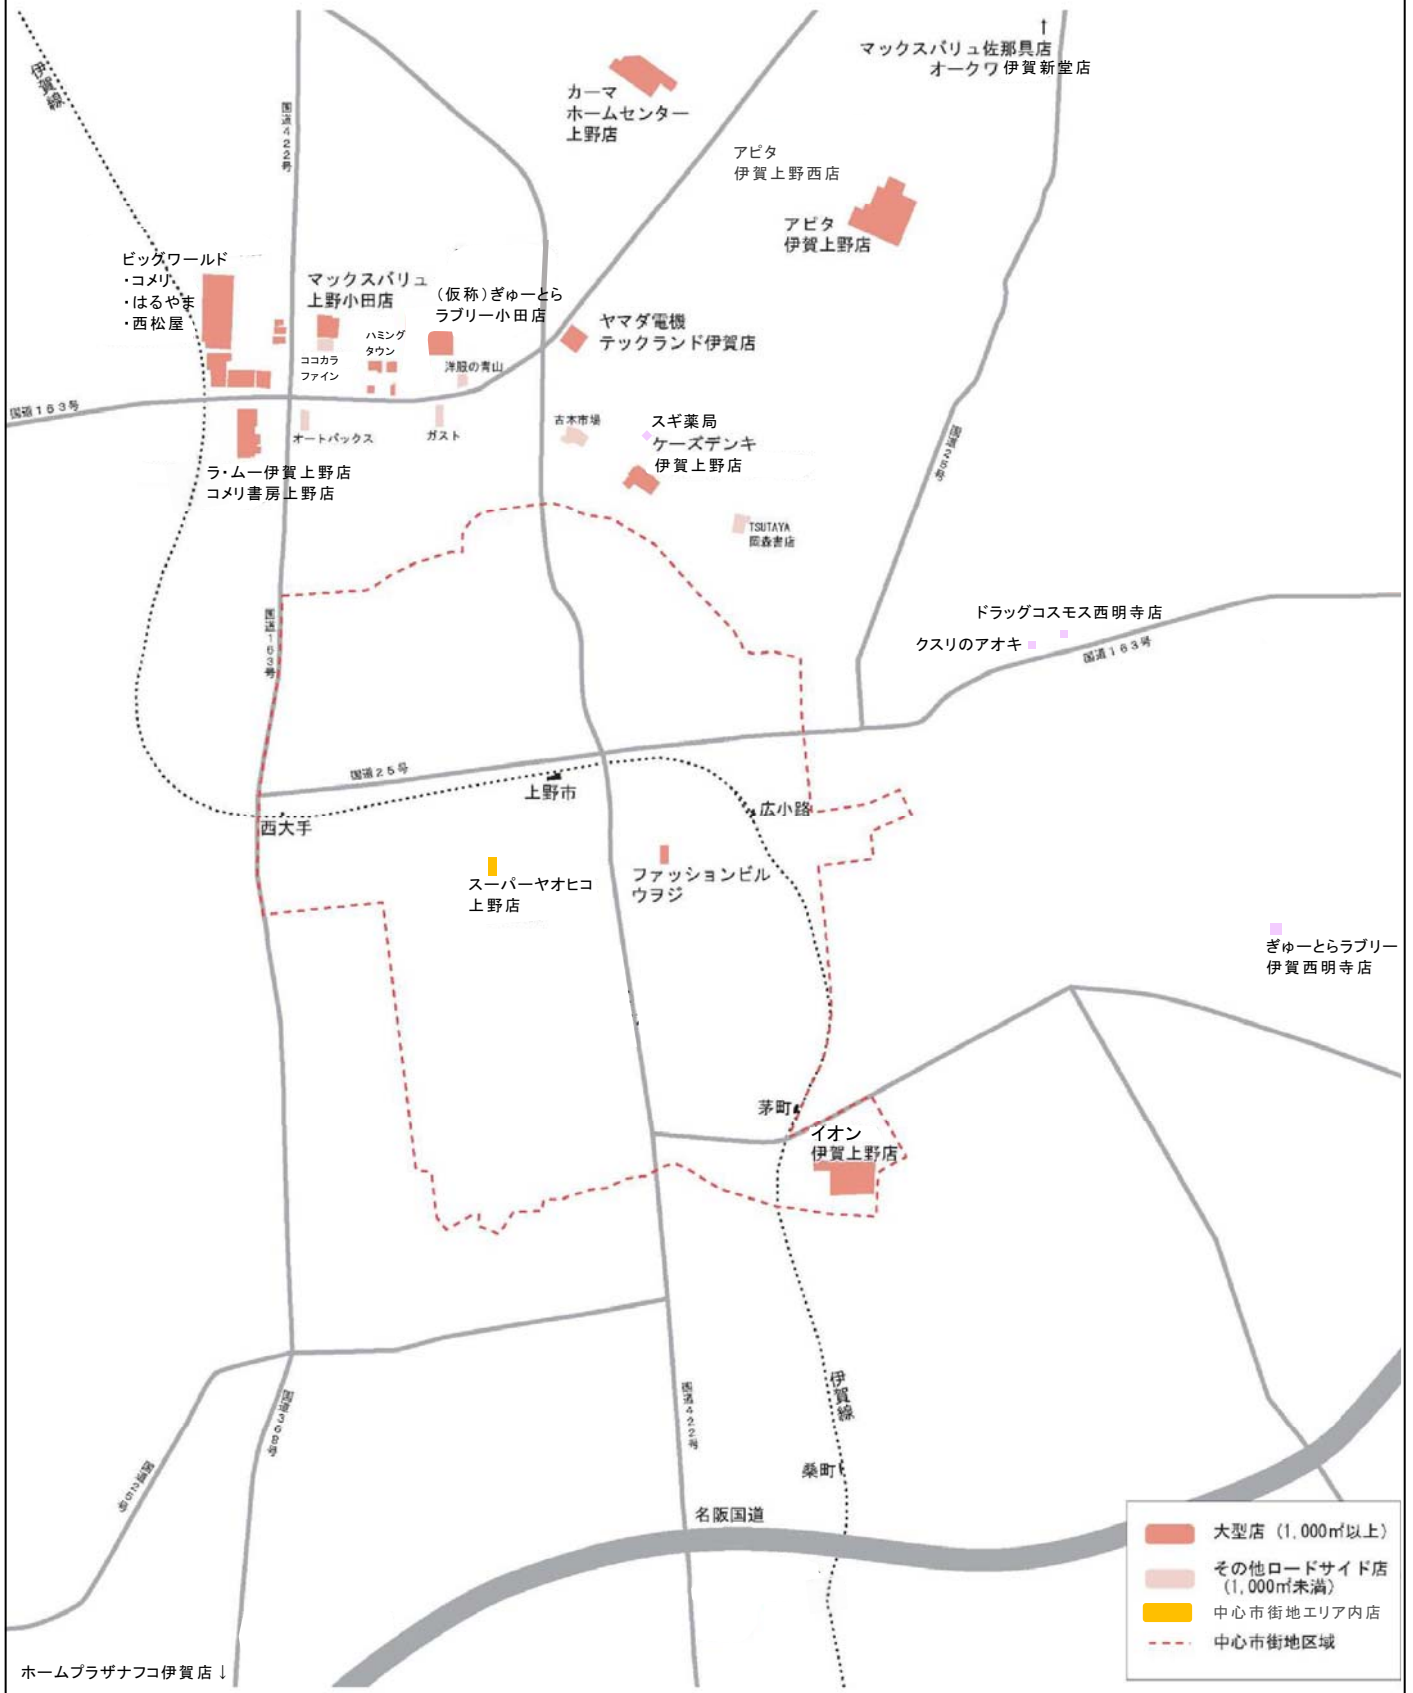 伊賀線
国道422号
カーマ
ホームセンター
上野店
↑
マックスバリュ佐那具店
オークワ伊賀新堂店
アピタ
伊賀上野西店
アピタ
伊賀上野店
ビッグワールド
・コメリ
・はるやま
・西松屋
マックスバリュ
上野小田店
(仮称)ぎゅーとら
ラブリー小田店
ヤマダ電機
テックランド伊賀店
ココカラ
ファイン
ハミング
タウン
洋服の青山
国道163号
オートバックス
ガスト
古本市場
スギ薬局
ケーズデンキ
伊賀上野店
国道25号
ラ・ムー伊賀上野店
コメリ書房上野店
TSUTAYA
岡森書店
国道163号
ドラッグコスモス西明寺店
クスリのアオキ
国道163号
国道25号
上野市
広小路
西大手
スーパーヤオヒコ
上野店
ファッションビル
ウヲジ
ぎゅーとらラブリー
伊賀西明寺店
茅町
イオン
伊賀上野店
伊賀線
国道422号
国道368号
国道25号
桑町
名阪国道
ホームプラザナフコ伊賀店↓
大型店(1,000㎡以上)
その他ロードサイド店
(1,000㎡未満)
中心市街地エリア内店
中心市街地区域